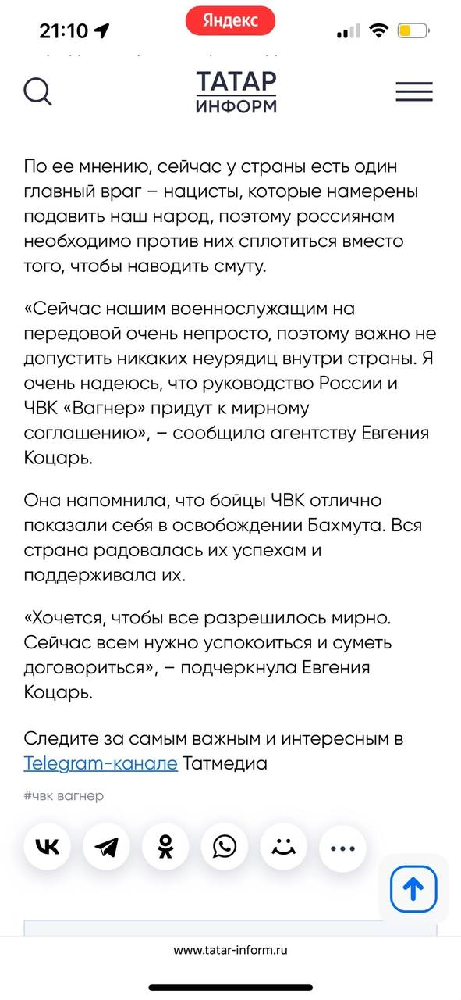 21:10
Яндекс
ТАТАР
ИНФОРМ
По ее мнению, сейчас у страны есть один
главный враг – нацисты, которые намерены
подавить наш народ, поэтому россиянам
необходимо против них сплотиться вместо
того, чтобы наводить смуту.
«Сейчас нашим военнослужащим на
передовой очень непросто, поэтому важно не
допустить никаких неурядиц внутри страны. Я
очень надеюсь, что руководство России и
ЧВК «Вагнер» придут к мирному
соглашению», – сообщила агентству Евгения
Коцарь.
Она напомнила, что бойцы ЧВК отлично
показали себя в освобождении Бахмута. Вся
страна радовалась их успехам и
поддерживала их.
«Хочется, чтобы все разрешилось мирно.
Сейчас всем нужно успокоиться и суметь
договориться», – подчеркнула Евгения
Коцарь.
Следите за самым важным и интересным в
Telegram-канале Татмедиа
#чвк вагнер
www.tatar-inform.ru